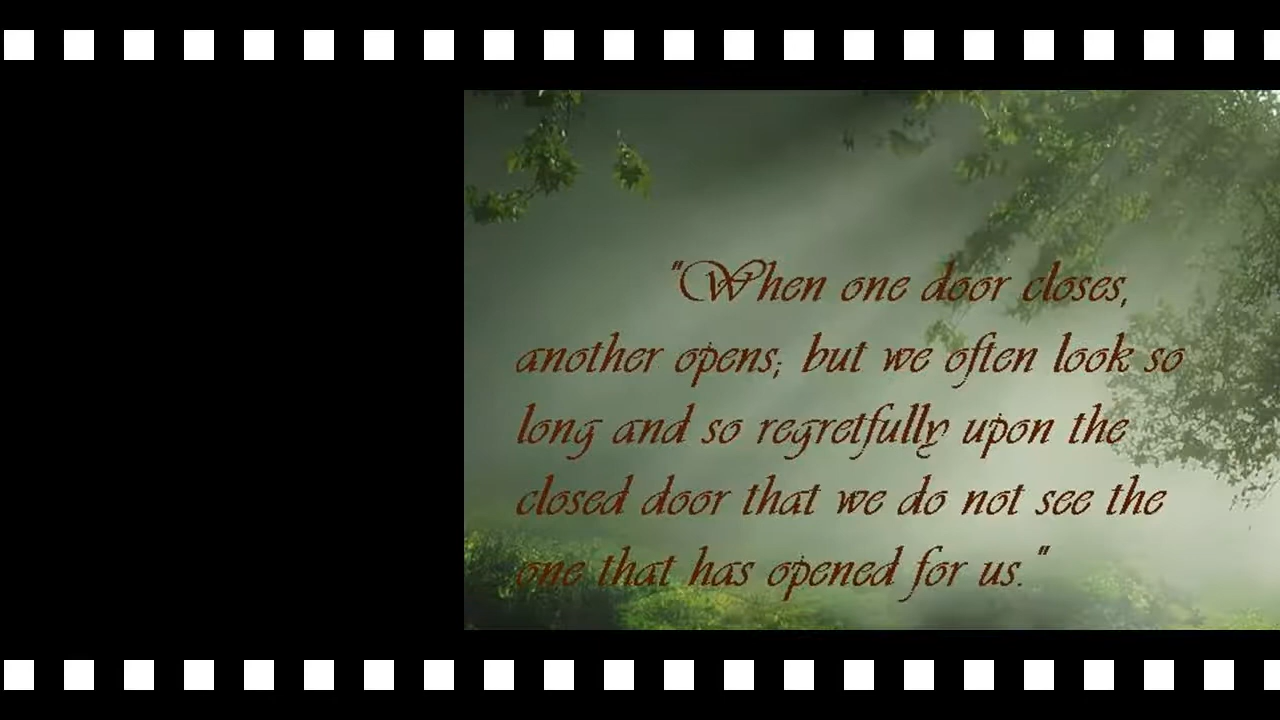 "When one door closes,
another opens; but we often look so
long and so regretfully upon the
closed door that we do not see the
one that has opened for us."